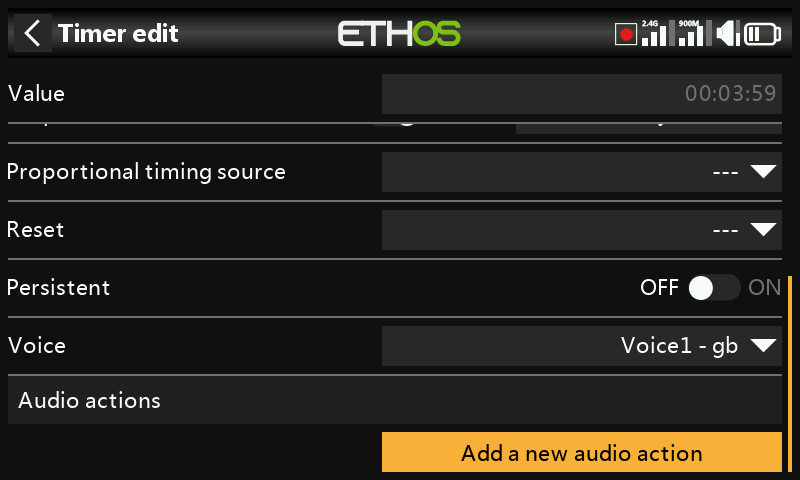 Timer edit
ETHOS
2.4G 900M
Value 00:03:59
Proportional timing source ---
Reset ---
Persistent OFF ON
Voice Voice1 - gb
Audio actions
Add a new audio action